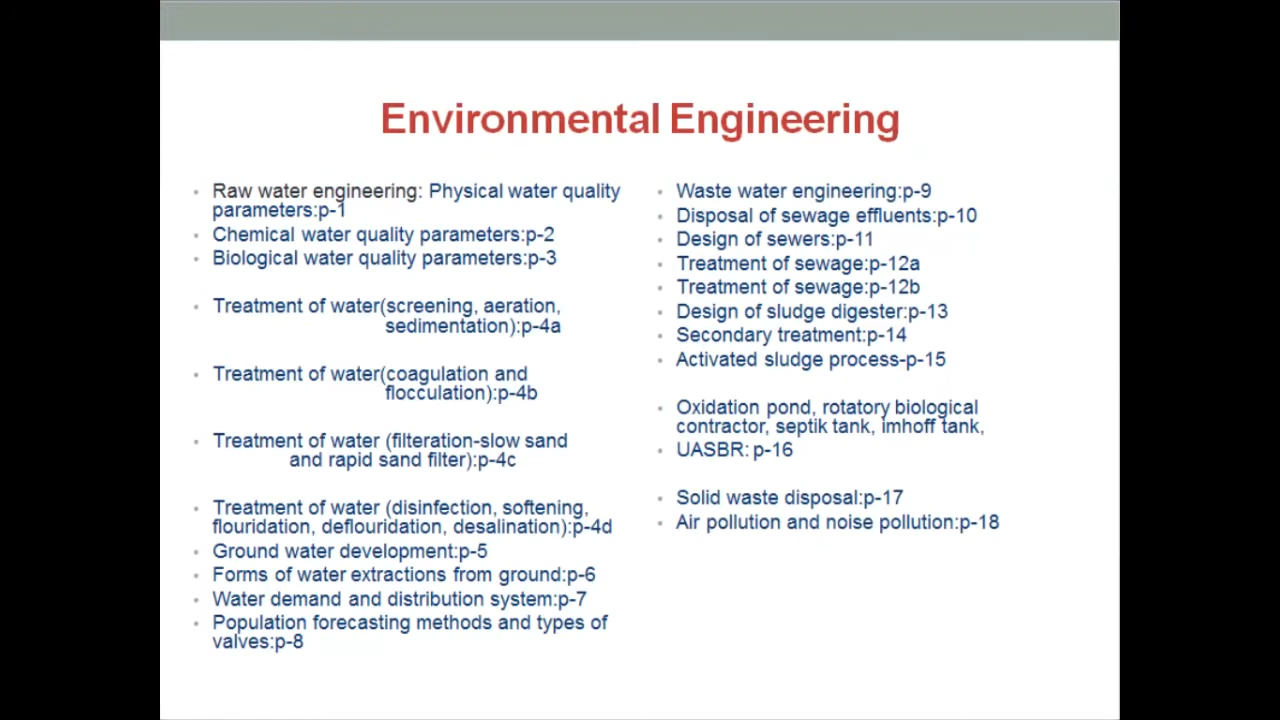 Environmental Engineering
Raw water engineering: Physical water quality
parameters:p-1
Chemical water quality parameters:p-2
Biological water quality parameters:p-3
Treatment of water(screening, aeration,
sedimentation):p-4a
Treatment of water(coagulation and
flocculation):p-4b
Treatment of water (filteration-slow sand
and rapid sand filter):p-4c
Treatment of water (disinfection, softening,
flouridation, deflouridation, desalination):p-4d
Ground water development:p-5
Forms of water extractions from ground:p-6
Water demand and distribution system:p-7
Population forecasting methods and types of
valves:p-8
Waste water engineering:p-9
Disposal of sewage effluents:p-10
Design of sewers:p-11
Treatment of sewage:p-12a
Treatment of sewage:p-12b
Design of sludge digester:p-13
Secondary treatment:p-14
Activated sludge process-p-15
Oxidation pond, rotatory biological
contractor, septik tank, imhoff tank,
UASBR: p-16
Solid waste disposal:p-17
Air pollution and noise pollution:p-18